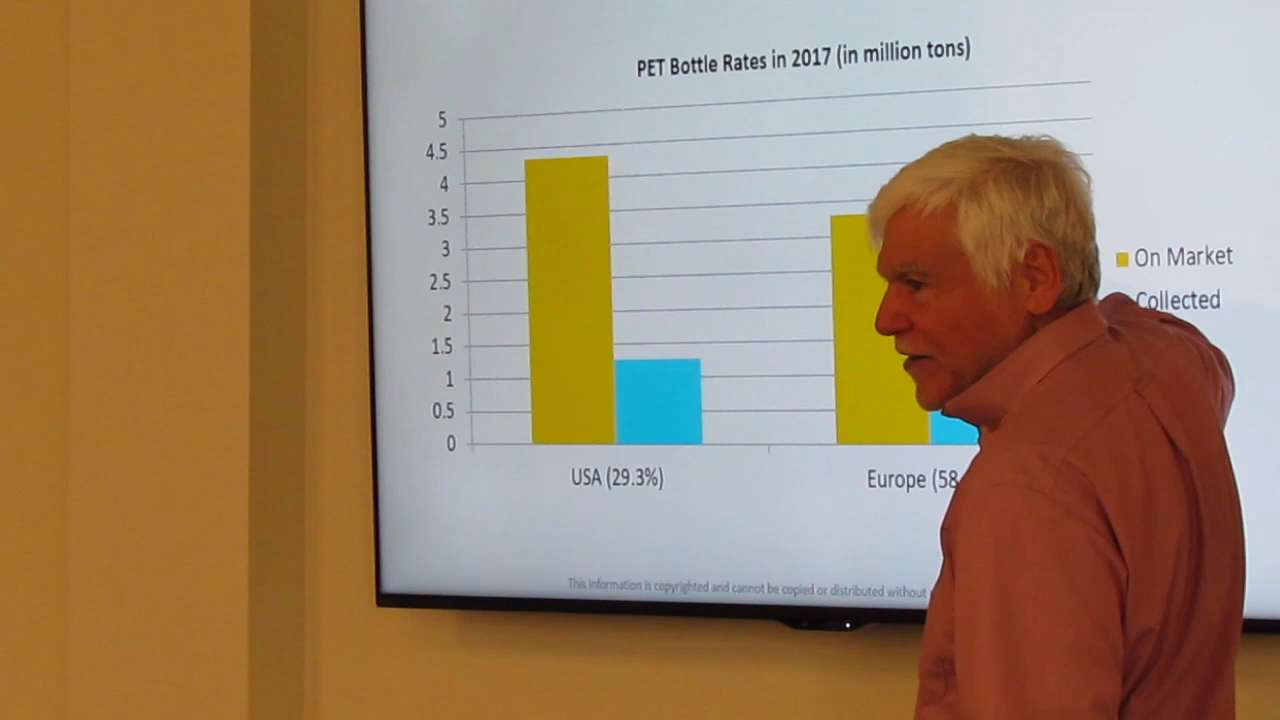 PET Bottle Rates in 2017 (in million tons)
5
4.5
4
3.5
3
2.5
2
1.5
1
0.5
0
On Market
Collected
USA (29.3%)
Europe (58
This information is copyrighted and cannot be copied or distributed without